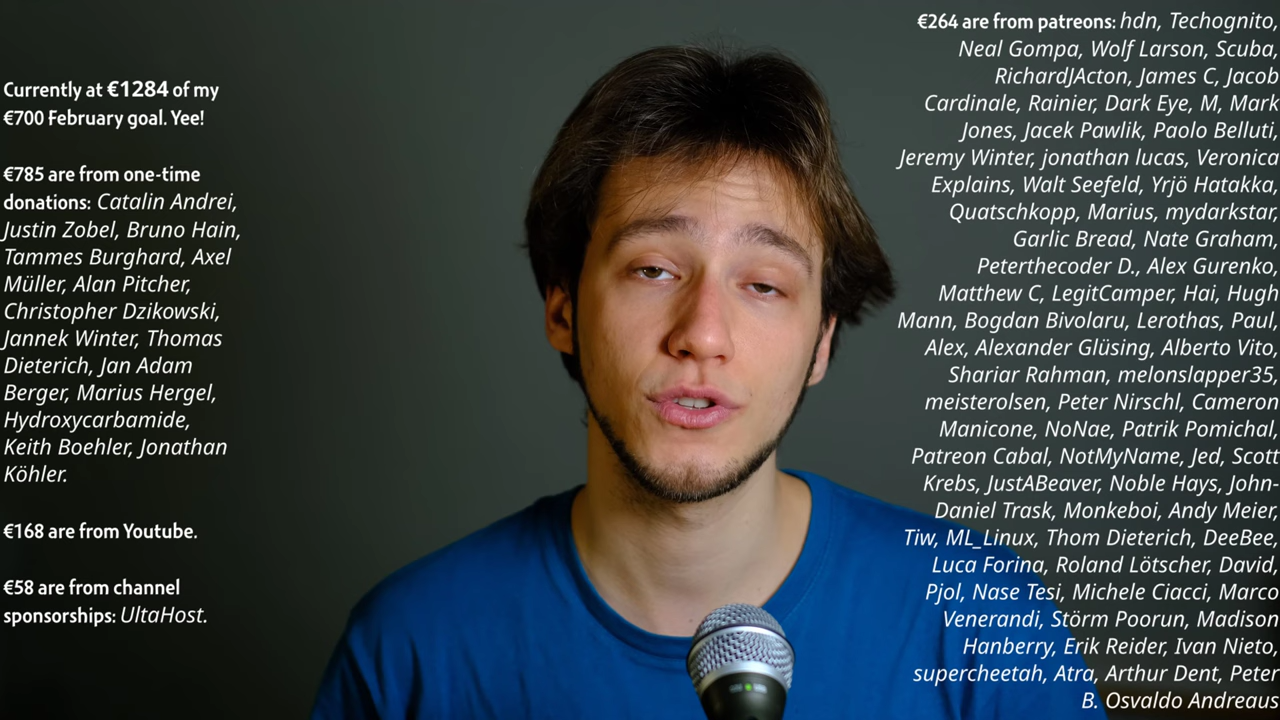 Currently at €1284 of my
€700 February goal. Yee!
€785 are from one-time
donations: Catalin Andrei,
Justin Zobel, Bruno Hain,
Tammes Burghard, Axel
Müller, Alan Pitcher,
Christopher Dzikowski,
Jannek Winter, Thomas
Dieterich, Jan Adam
Berger, Marius Hergel,
Hydroxycarbamide,
Keith Boehler, Jonathan
Köhler.
€168 are from Youtube.
€58 are from channel
sponsorships: UltaHost.
€264 are from patreons: hdn, Techognito,
Neal Gompa, Wolf Larson, Scuba,
RichardJActon, James C, Jacob
Cardinale, Rainier, Dark Eye, M, Mark
Jones, Jacek Pawlik, Paolo Belluti,
Jeremy Winter, jonathan lucas, Veronica
Explains, Walt Seefeld, Yrjö Hatakka,
Quatschkopp, Marius, mydarkstar,
Garlic Bread, Nate Graham,
Peterthecoder D., Alex Gurenko,
Matthew C, LegitCamper, Hai, Hugh
Mann, Bogdan Bivolaru, Lerothas, Paul,
Alex, Alexander Glüsing, Alberto Vito,
Shariar Rahman, melonslapper35,
meisterolsen, Peter Nirschl, Cameron
Manicone, NoNae, Patrik Pomichal,
Patreon Cabal, NotMyName, Jed, Scott
Krebs, JustABeaver, Noble Hays, John-
Daniel Trask, Monkeboi, Andy Meier,
Tiw, ML_Linux, Thom Dieterich, DeeBee,
Luca Forina, Roland Lötscher, David,
Pjol, Nase Tesi, Michele Ciacci, Marco
Venerandi, Störm Poorun, Madison
Hanberry, Erik Reider, Ivan Nieto,
supercheetah, Atra, Arthur Dent, Peter
B. Osvaldo Andreaus